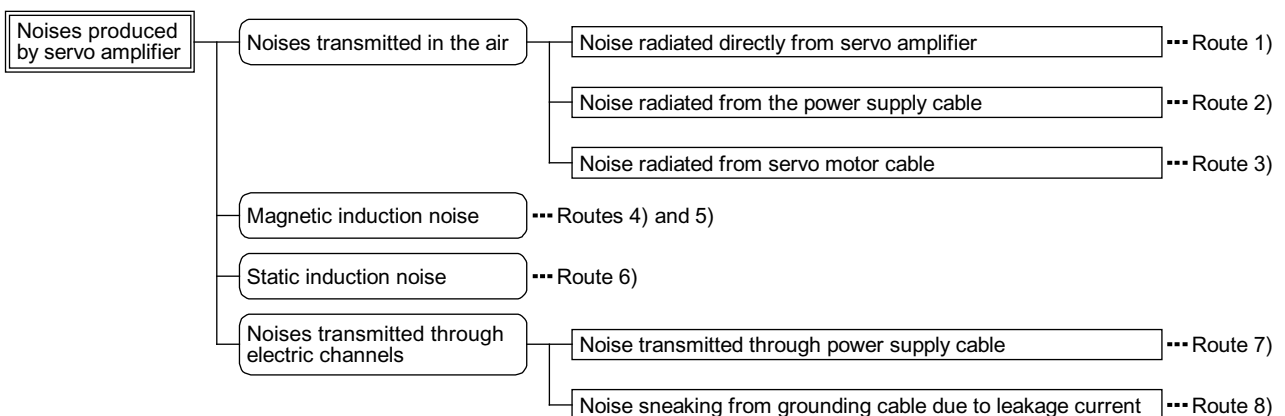 Noises produced
by servo amplifier
Noises transmitted in the air
Noise radiated directly from servo amplifier
Route 1)
Noise radiated from the power supply cable
Route 2)
Noise radiated from servo motor cable
Route 3)
Magnetic induction noise
Routes 4) and 5)
Static induction noise
Route 6)
Noises transmitted through
electric channels
Noise transmitted through power supply cable
Route 7)
Noise sneaking from grounding cable due to leakage current
Route 8)